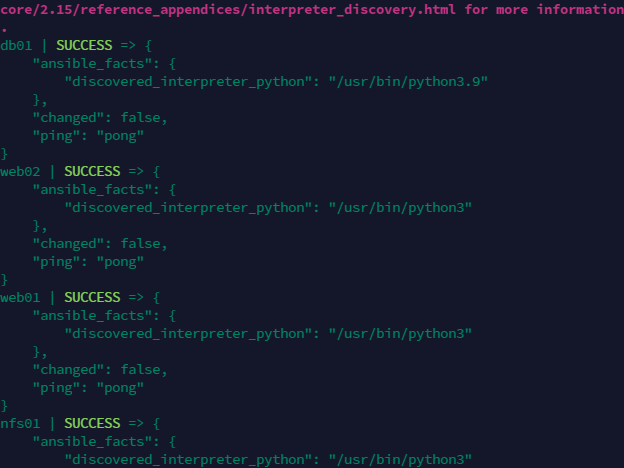 core/2.15/reference_appendices/interpreter_discovery.html for more information
.
db01 | SUCCESS => {
    "ansible_facts": {
        "discovered_interpreter_python": "/usr/bin/python3.9"
    },
    "changed": false,
    "ping": "pong"
}
web02 | SUCCESS => {
    "ansible_facts": {
        "discovered_interpreter_python": "/usr/bin/python3"
    },
    "changed": false,
    "ping": "pong"
}
web01 | SUCCESS => {
    "ansible_facts": {
        "discovered_interpreter_python": "/usr/bin/python3"
    },
    "changed": false,
    "ping": "pong"
}
nfs01 | SUCCESS => {
    "ansible_facts": {
        "discovered_interpreter_python": "/usr/bin/python3"